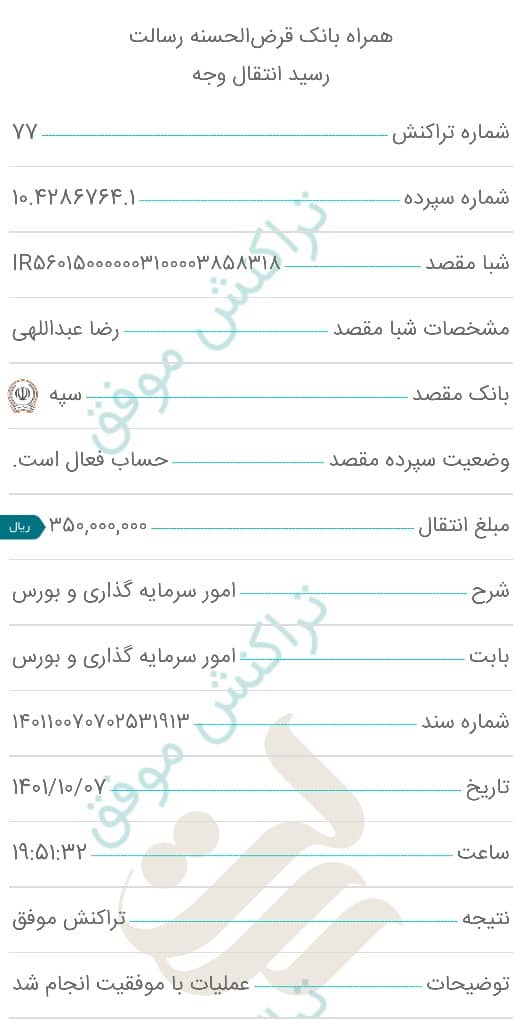 همراه بانک قرض‌الحسنه رسالت
رسید انتقال وجه
شماره تراکنش ۷۷
شماره سپرده ۱۰.۴۲۸۶۷۶۴.۱
شبا مقصد IR۵۶۰۱۵۰۰۰۰۰۰۳۱۰۰۰۰۳۸۵۸۳۱۸
مشخصات شبا مقصد رضا عبداللهی
بانک مقصد سپه
وضعیت سپرده مقصد حساب فعال است.
مبلغ انتقال ۳۵۰,۰۰۰,۰۰۰ ریال
شرح امور سرمایه گذاری و بورس
بابت امور سرمایه گذاری و بورس
شماره سند ۱۴۰۱۱۰۰۷۰۷۰۲۵۳۱۹۱۳
تاریخ ۱۴۰۱/۱۰/۰۷
ساعت ۱۹:۵۱:۳۲
نتیجه تراکنش موفق
توضیحات عملیات با موفقیت انجام شد
تراکنش موفق
تراکنش موفق